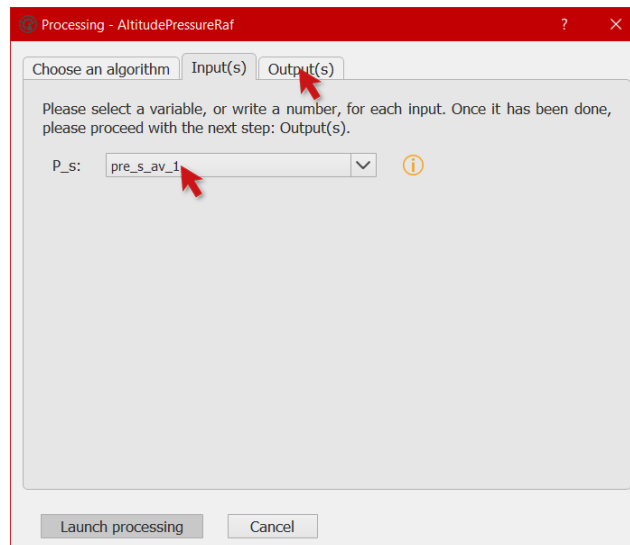 Processing - AltitudePressureRaf
Choose an algorithm Input(s) Output(s)
Please select a variable, or write a number, for each input. Once it has been done,
please proceed with the next step: Output(s).
P_s: pre_s_av_1
Launch processing Cancel